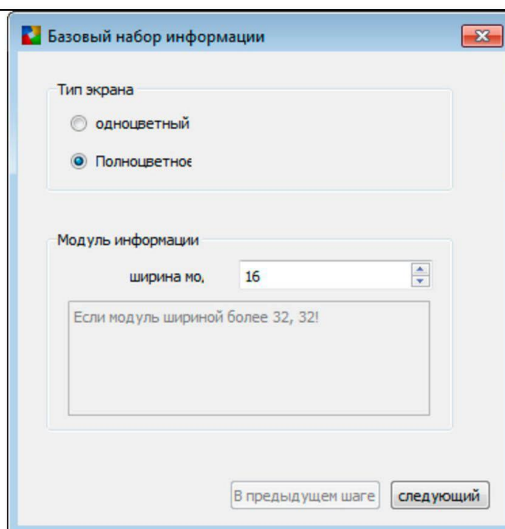 Базовый набор информации
Тип экрана
одноцветный
Полноцветное
Модуль информации
ширина мо,
16
Если модуль шириной более 32, 32!
В предыдущем шаге
следующий